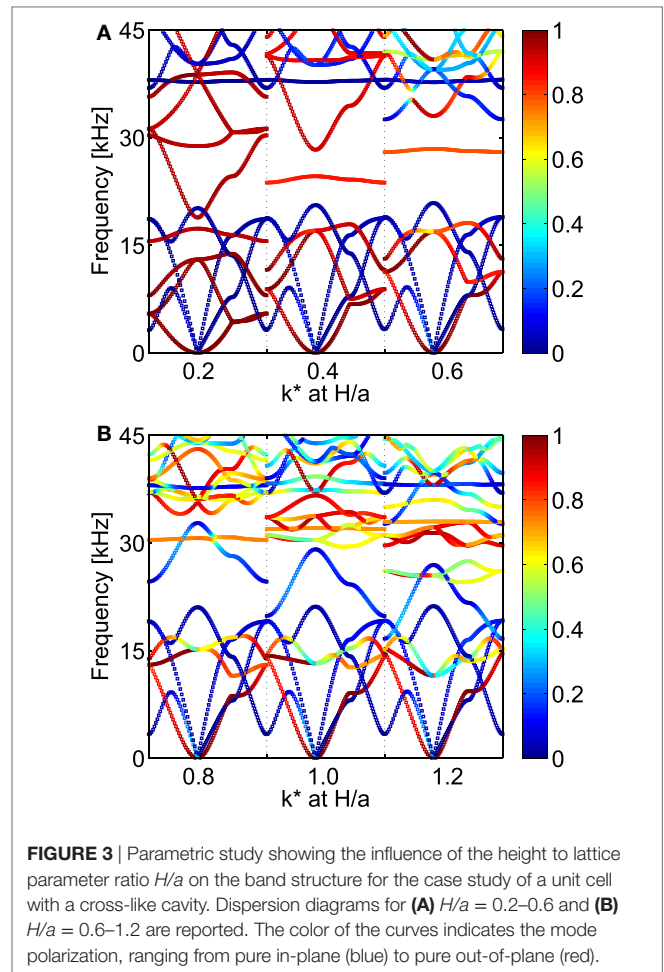 A
45
30
15
0
Frequency [kHz]
0.2
0.4
0.6
k* at H/a
1
0.8
0.6
0.4
0.2
0
B
45
30
15
0
Frequency [kHz]
0.8
1.0
1.2
k* at H/a
1
0.8
0.6
0.4
0.2
0
FIGURE 3 | Parametric study showing the influence of the height to lattice
parameter ratio H/a on the band structure for the case study of a unit cell
with a cross-like cavity. Dispersion diagrams for (A) H/a = 0.2–0.6 and (B)
H/a = 0.6–1.2 are reported. The color of the curves indicates the mode
polarization, ranging from pure in-plane (blue) to pure out-of-plane (red).